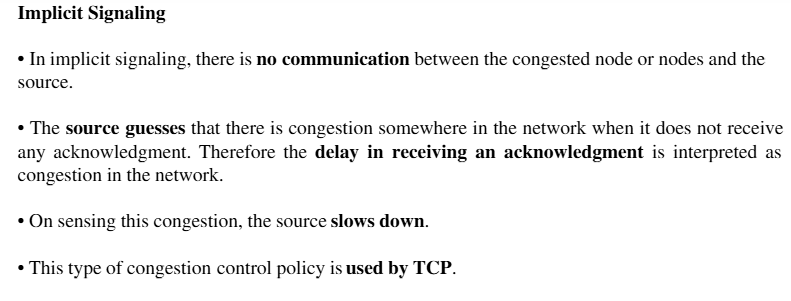 Implicit Signaling
• In implicit signaling, there is no communication between the congested node or nodes and the
source.
• The source guesses that there is congestion somewhere in the network when it does not receive
any acknowledgment. Therefore the delay in receiving an acknowledgment is interpreted as
congestion in the network.
• On sensing this congestion, the source slows down.
• This type of congestion control policy is used by TCP.